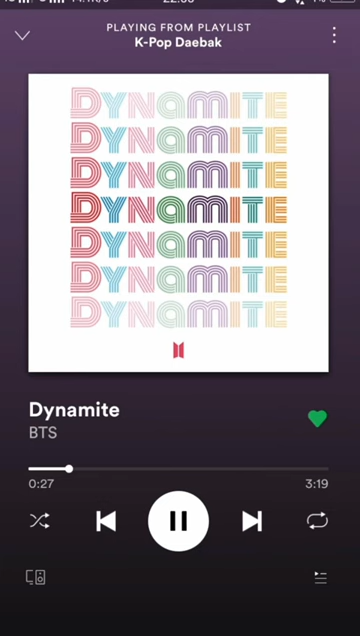 PLAYING FROM PLAYLIST
K-Pop Daebak
DYNAMITE
DYNAMITE
DYNAMITE
DYNAMITE
DYNAMITE
DYNAMITE
DYNAMITE
Dynamite
BTS
0:27
3:19